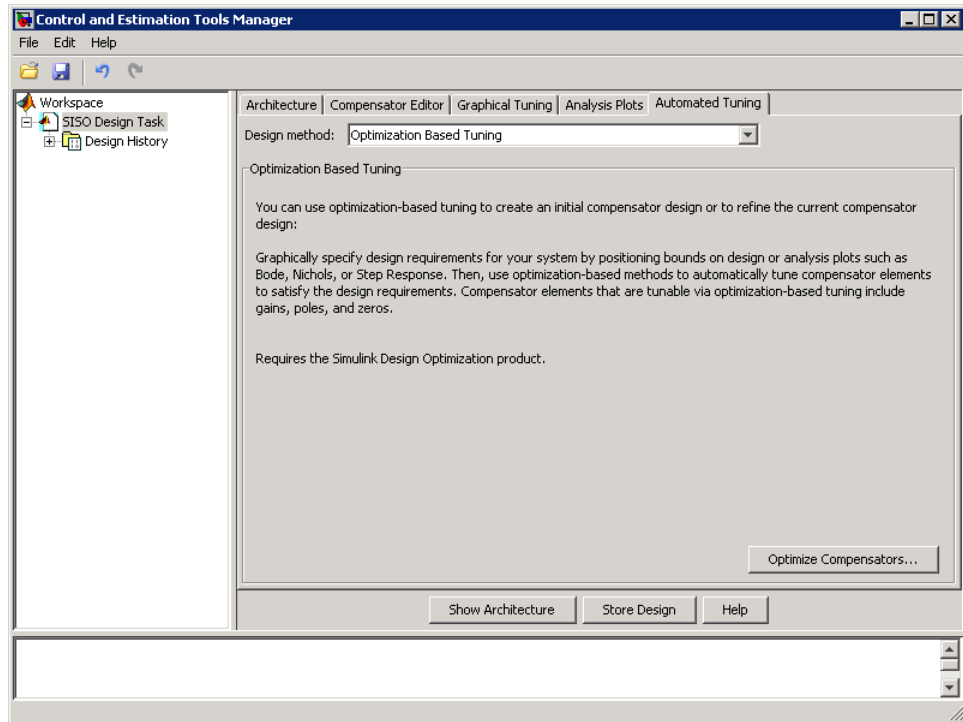 Control and Estimation Tools Manager
File Edit Help
Workspace
SISO Design Task
Design History
Architecture Compensator Editor Graphical Tuning Analysis Plots Automated Tuning
Design method: Optimization Based Tuning
Optimization Based Tuning
You can use optimization-based tuning to create an initial compensator design or to refine the current compensator
design:
Graphically specify design requirements for your system by positioning bounds on design or analysis plots such as
Bode, Nichols, or Step Response. Then, use optimization-based methods to automatically tune compensator elements
to satisfy the design requirements. Compensator elements that are tunable via optimization-based tuning include
gains, poles, and zeros.
Requires the Simulink Design Optimization product.
Optimize Compensators...
Show Architecture Store Design Help